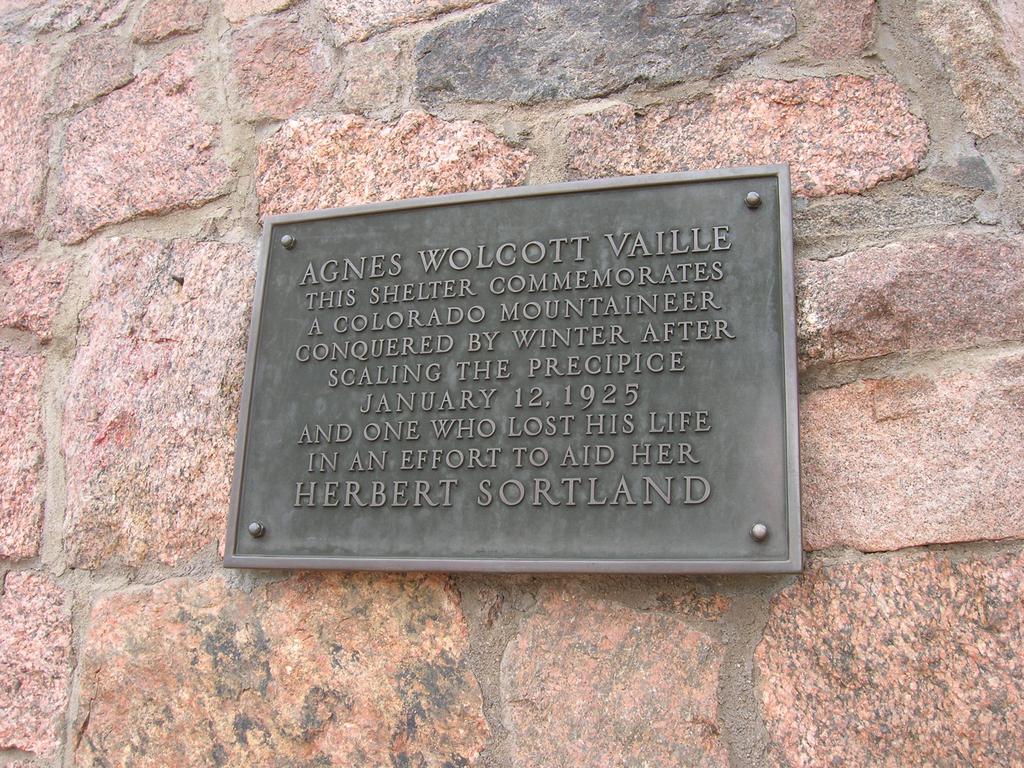 AGNES WOLCOTT VAILLE
THIS SHELTER COMMEMORATES
A COLORADO MOUNTAINEER
CONQUERED BY WINTER AFTER
SCALING THE PRECIPICE
JANUARY 12, 1925
AND ONE WHO LOST HIS LIFE
IN AN EFFORT TO AID HER
HERBERT SORTLAND